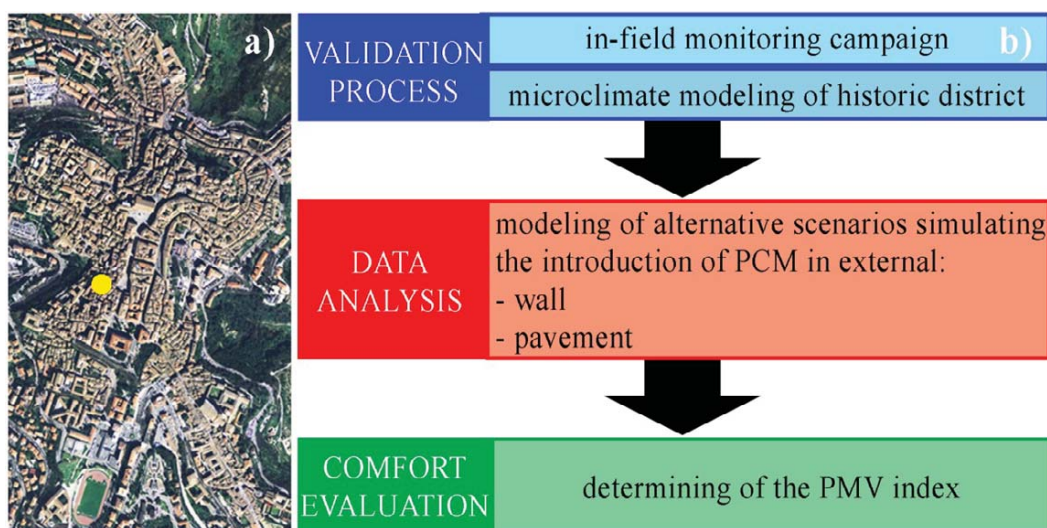 a)
VALIDATION
PROCESS
in-field monitoring campaign
b)
microclimate modeling of historic district
DATA
ANALYSIS
modeling of alternative scenarios simulating
the introduction of PCM in external:
- wall
- pavement
COMFORT
EVALUATION
determining of the PMV index